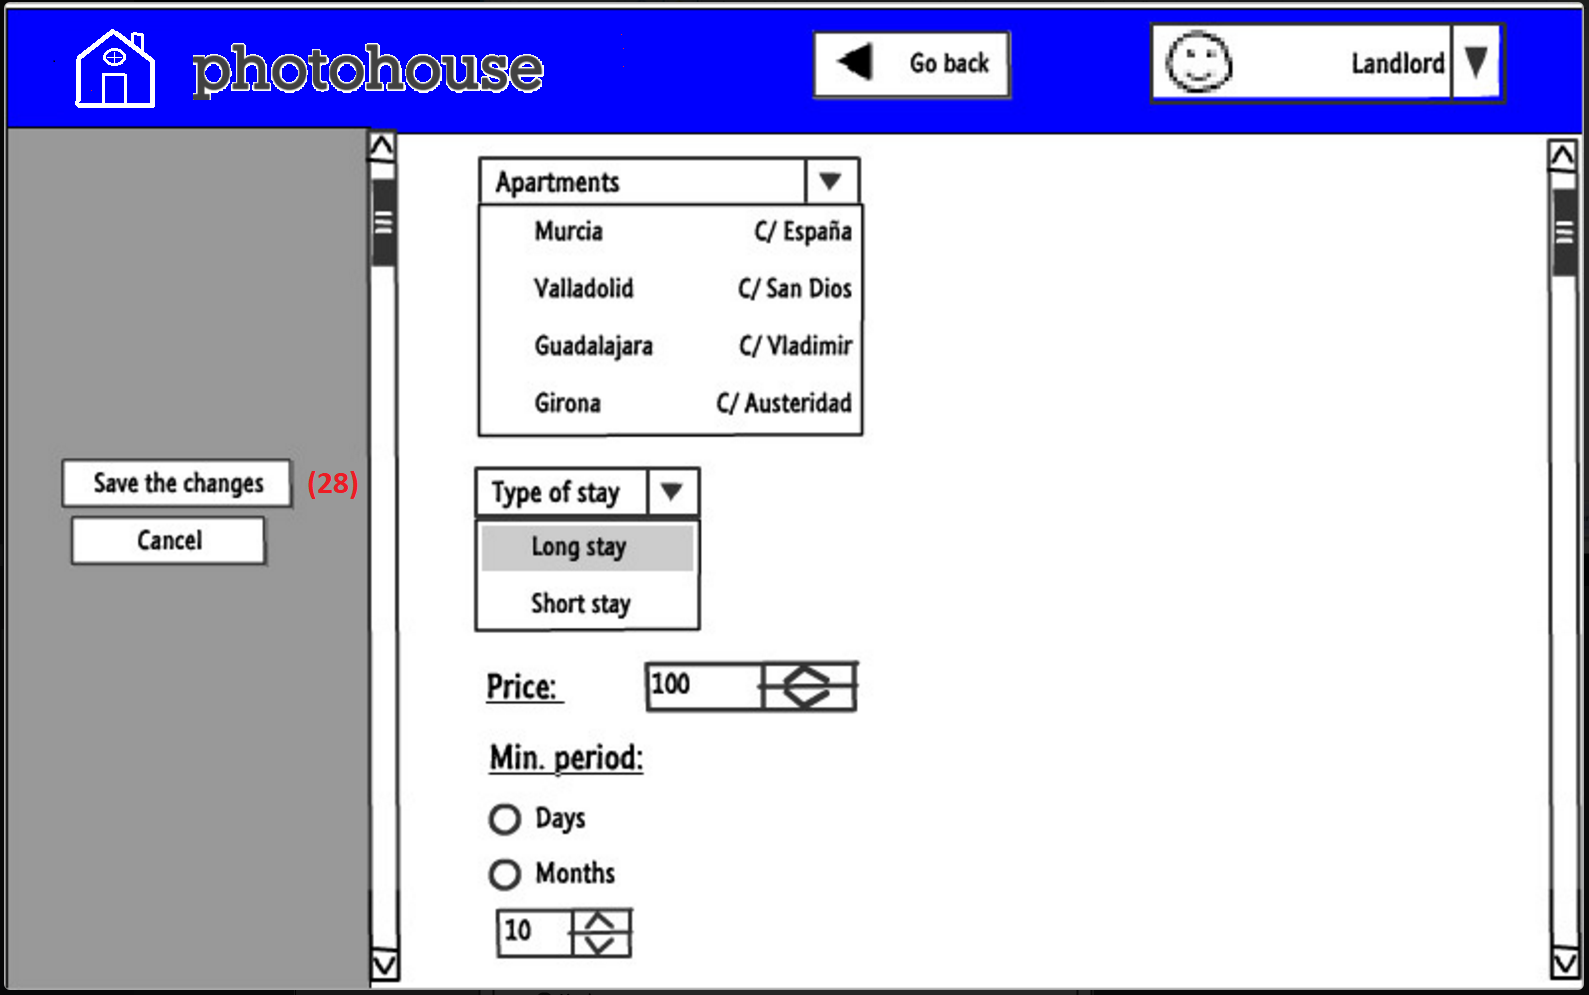 photohouse
Go back
Landlord
Apartments
Murcia C/ España
Valladolid C/ San Dios
Guadalajara C/ Vladimir
Girona C/ Austeridad
Save the changes (28)
Cancel
Type of stay
Long stay
Short stay
Price: 100
Min. period:
Days
Months
10